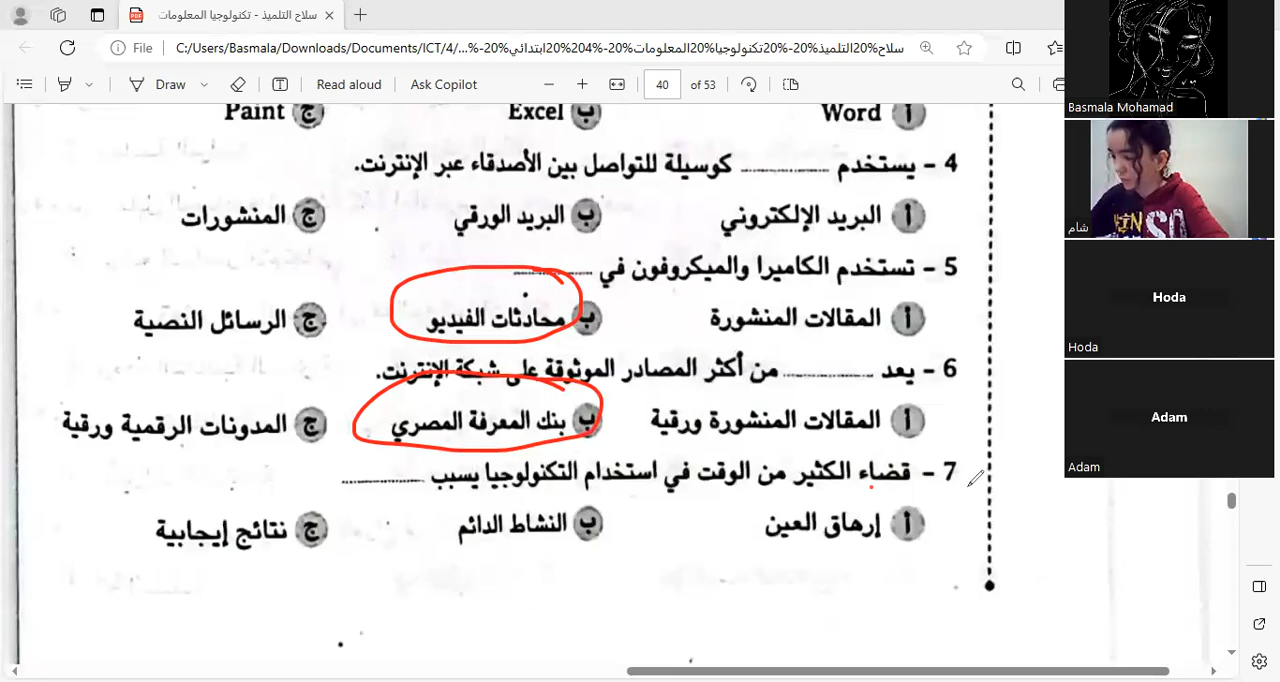 سلاح التلميذ - تكنولوجيا المعلومات
File C:/Users/Basmala/Downloads/Documents/ICT/4/...سلاح%20التلميذ%20-%20تكنولوجيا%20المعلومات%20-%204%20ابتدائي%20-%20
Draw Read aloud Ask Copilot 40 of 53
أ Word ب Excel ج Paint
4 - يستخدم .............. كوسيلة للتواصل بين الأصدقاء عبر الإنترنت.
أ البريد الإلكتروني ب البريد الورقي ج المنشورات
5 - تستخدم الكاميرا والميكروفون في ..............
أ المقالات المنشورة ب محادثات الفيديو ج الرسائل النصية
6 - يعد .............. من أكثر المصادر الموثوقة على شبكة الإنترنت.
أ المقالات المنشورة ورقية ب بنك المعرفة المصري ج المدونات الرقمية ورقية
7 - قضاء الكثير من الوقت في استخدام التكنولوجيا يسبب ..............
أ إرهاق العين ب النشاط الدائم ج نتائج إيجابية
Basmala Mohamad
شام
Hoda
Hoda
Adam
Adam